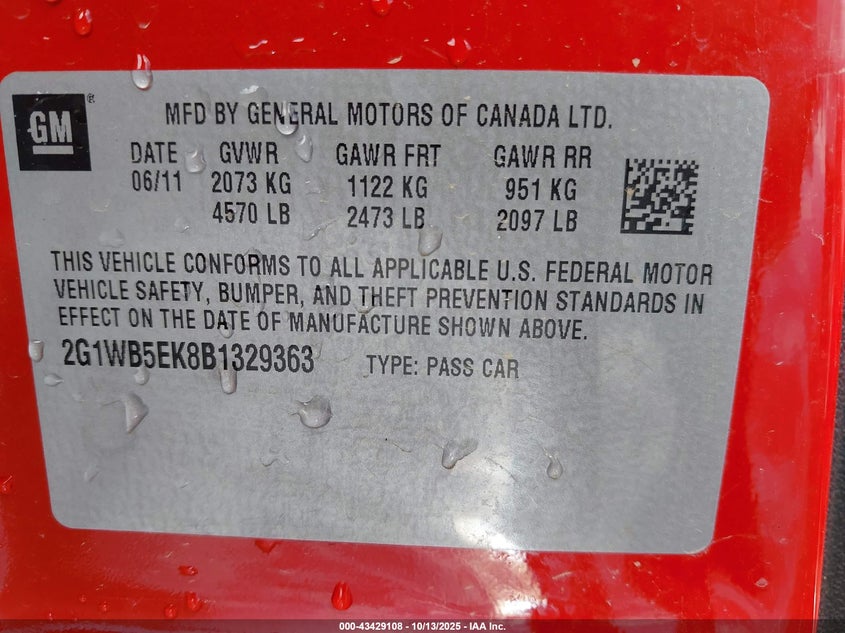 GM®
MFD BY GENERAL MOTORS OF CANADA LTD.
DATE GVWR GAWR FRT GAWR RR
06/11 2073 KG 1122 KG 951 KG
4570 LB 2473 LB 2097 LB
THIS VEHICLE CONFORMS TO ALL APPLICABLE U.S. FEDERAL MOTOR
VEHICLE SAFETY, BUMPER, AND THEFT PREVENTION STANDARDS IN
EFFECT ON THE DATE OF MANUFACTURE SHOWN ABOVE.
2G1WB5EK8B1329363 TYPE: PASS CAR
000-43429108 - 10/13/2025 - IAA Inc.